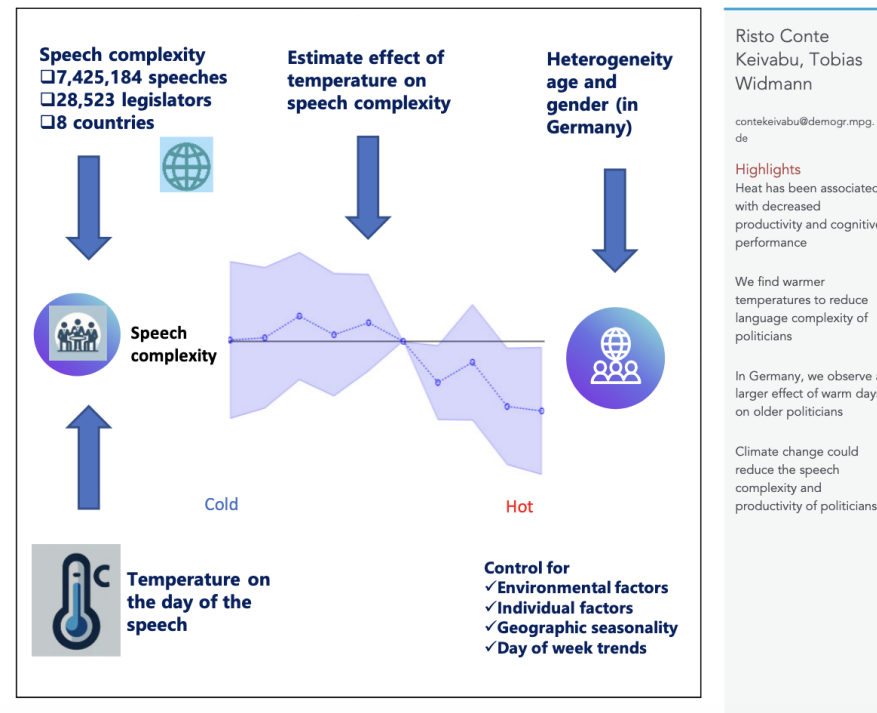 Speech complexity
❑7,425,184 speeches
❑28,523 legislators
❑8 countries
Estimate effect of
temperature on
speech complexity
Heterogeneity
age and
gender (in
Germany)
Speech
complexity
Cold
Hot
C
Temperature on
the day of the
speech
Control for
✓Environmental factors
✓Individual factors
✓Geographic seasonality
✓Day of week trends
Risto Conte
Keivabu, Tobias
Widmann
contekeivabu@demogr.mpg.
de
Highlights
Heat has been associated
with decreased
productivity and cognitive
performance
We find warmer
temperatures to reduce
language complexity of
politicians
In Germany, we observe a
larger effect of warm days
on older politicians
Climate change could
reduce the speech
complexity and
productivity of politicians